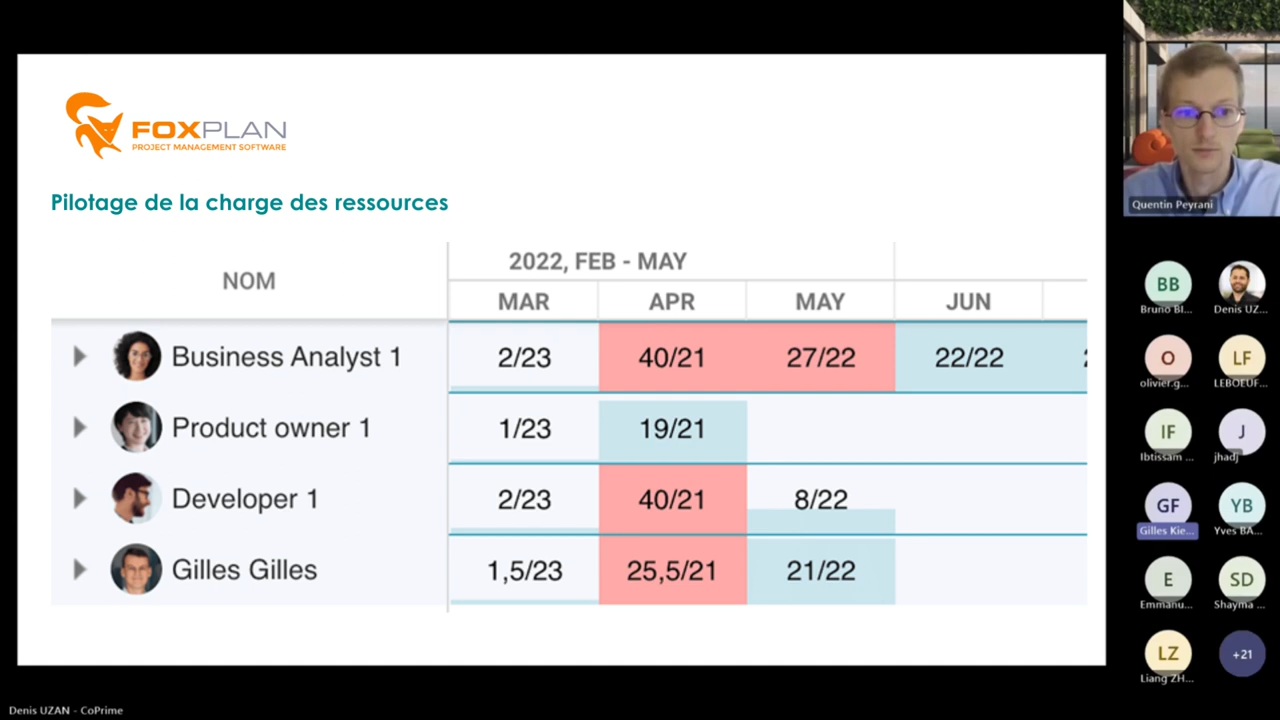 FOXPLAN
PROJECT MANAGEMENT SOFTWARE
Pilotage de la charge des ressources
NOM
2022, FEB - MAY
MAR APR MAY JUN
Business Analyst 1 2/23 40/21 27/22 22/22
Product owner 1 1/23 19/21
Developer 1 2/23 40/21 8/22
Gilles Gilles 1,5/23 25,5/21 21/22
Quentin Peyrani
BB
Bruno BI... Denis UZ...
O LF
olivier.g... LEBOEUF...
IF J
Ibtissam ... jhadj
GF YB
Gilles Kie... Yves BA...
E SD
Emmanu... Shayma ...
LZ +21
Liang ZH...
Denis UZAN - CoPrime